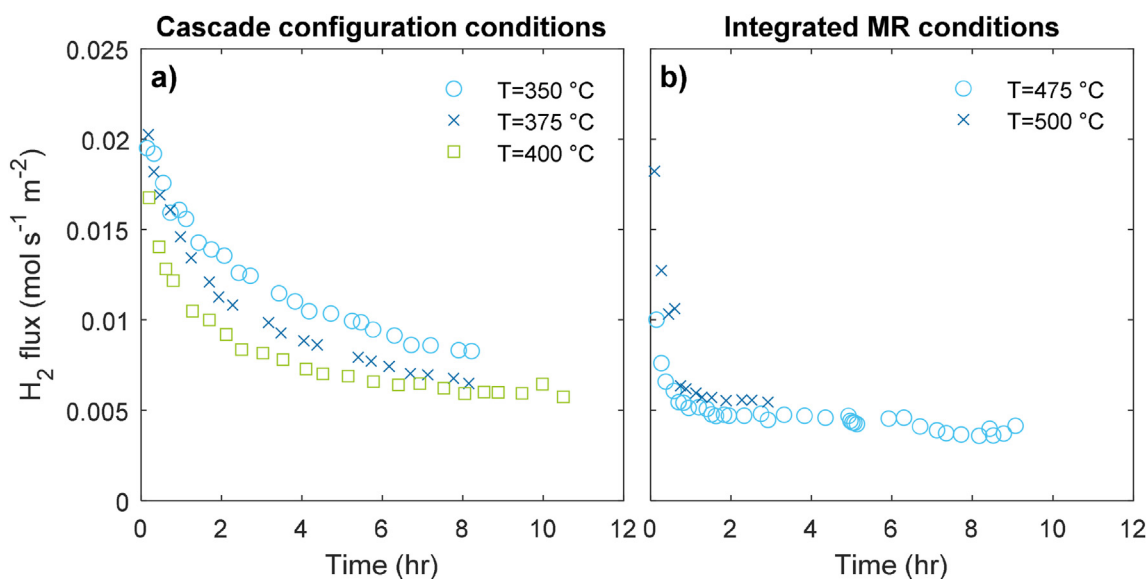 Cascade configuration conditions
Integrated MR conditions
H2 flux (mol s−1 m−2)
0.025
0.02
0.015
0.01
0.005
0
a)
T=350 °C
T=375 °C
T=400 °C
0 2 4 6 8 10 12
Time (hr)
b)
T=475 °C
T=500 °C
0 2 4 6 8 10 12
Time (hr)